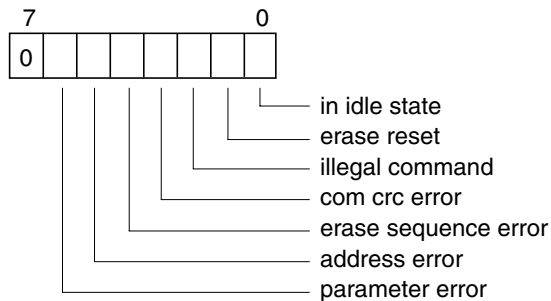 7 0
0
in idle state
erase reset
illegal command
com crc error
erase sequence error
address error
parameter error